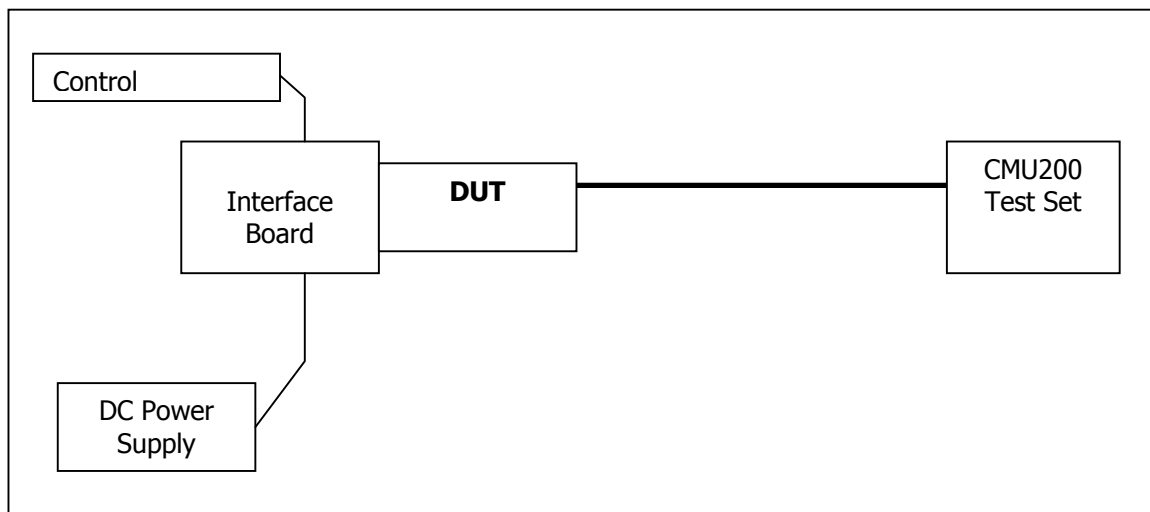 Control
Interface
Board
DUT
CMU200
Test Set
DC Power
Supply